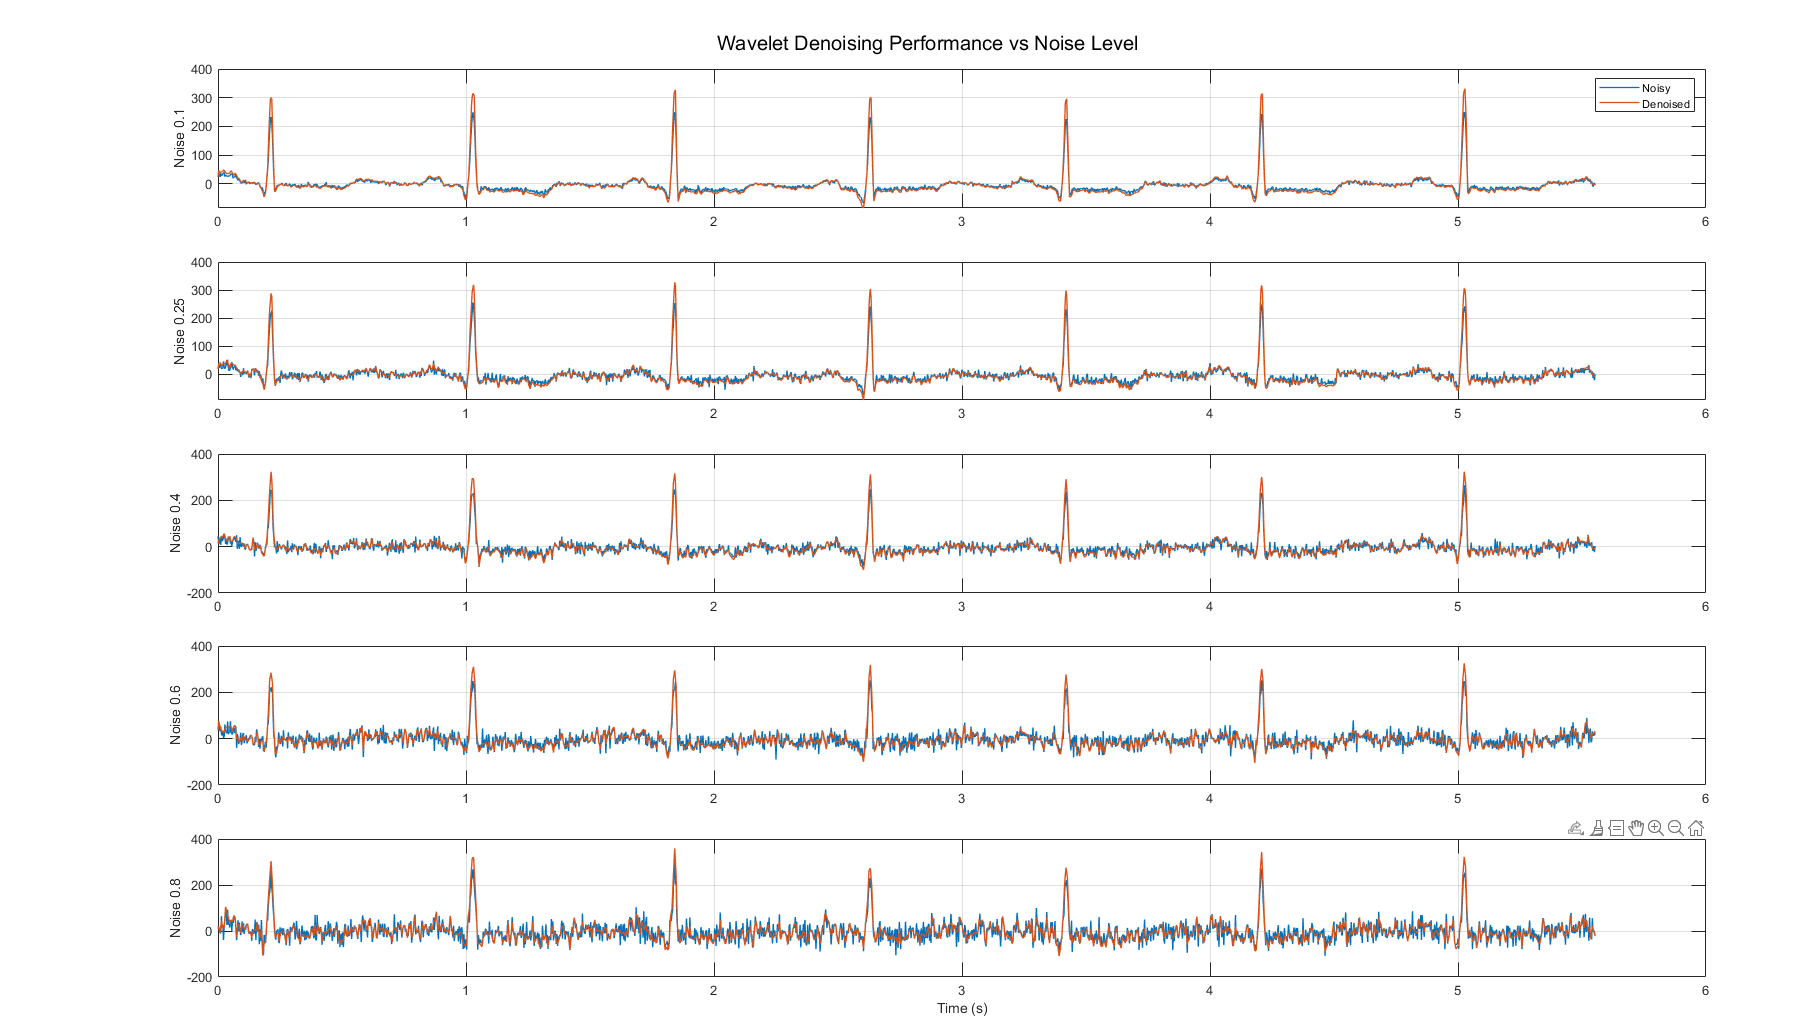 Wavelet Denoising Performance vs Noise Level
400
300
200
100
0
Noise 0.1
Noisy
Denoised
0 1 2 3 4 5 6
400
300
200
100
0
Noise 0.25
0 1 2 3 4 5 6
400
200
0
-200
Noise 0.4
0 1 2 3 4 5 6
400
200
0
-200
Noise 0.6
0 1 2 3 4 5 6
400
200
0
-200
Noise 0.8
0 1 2 3 4 5 6
Time (s)